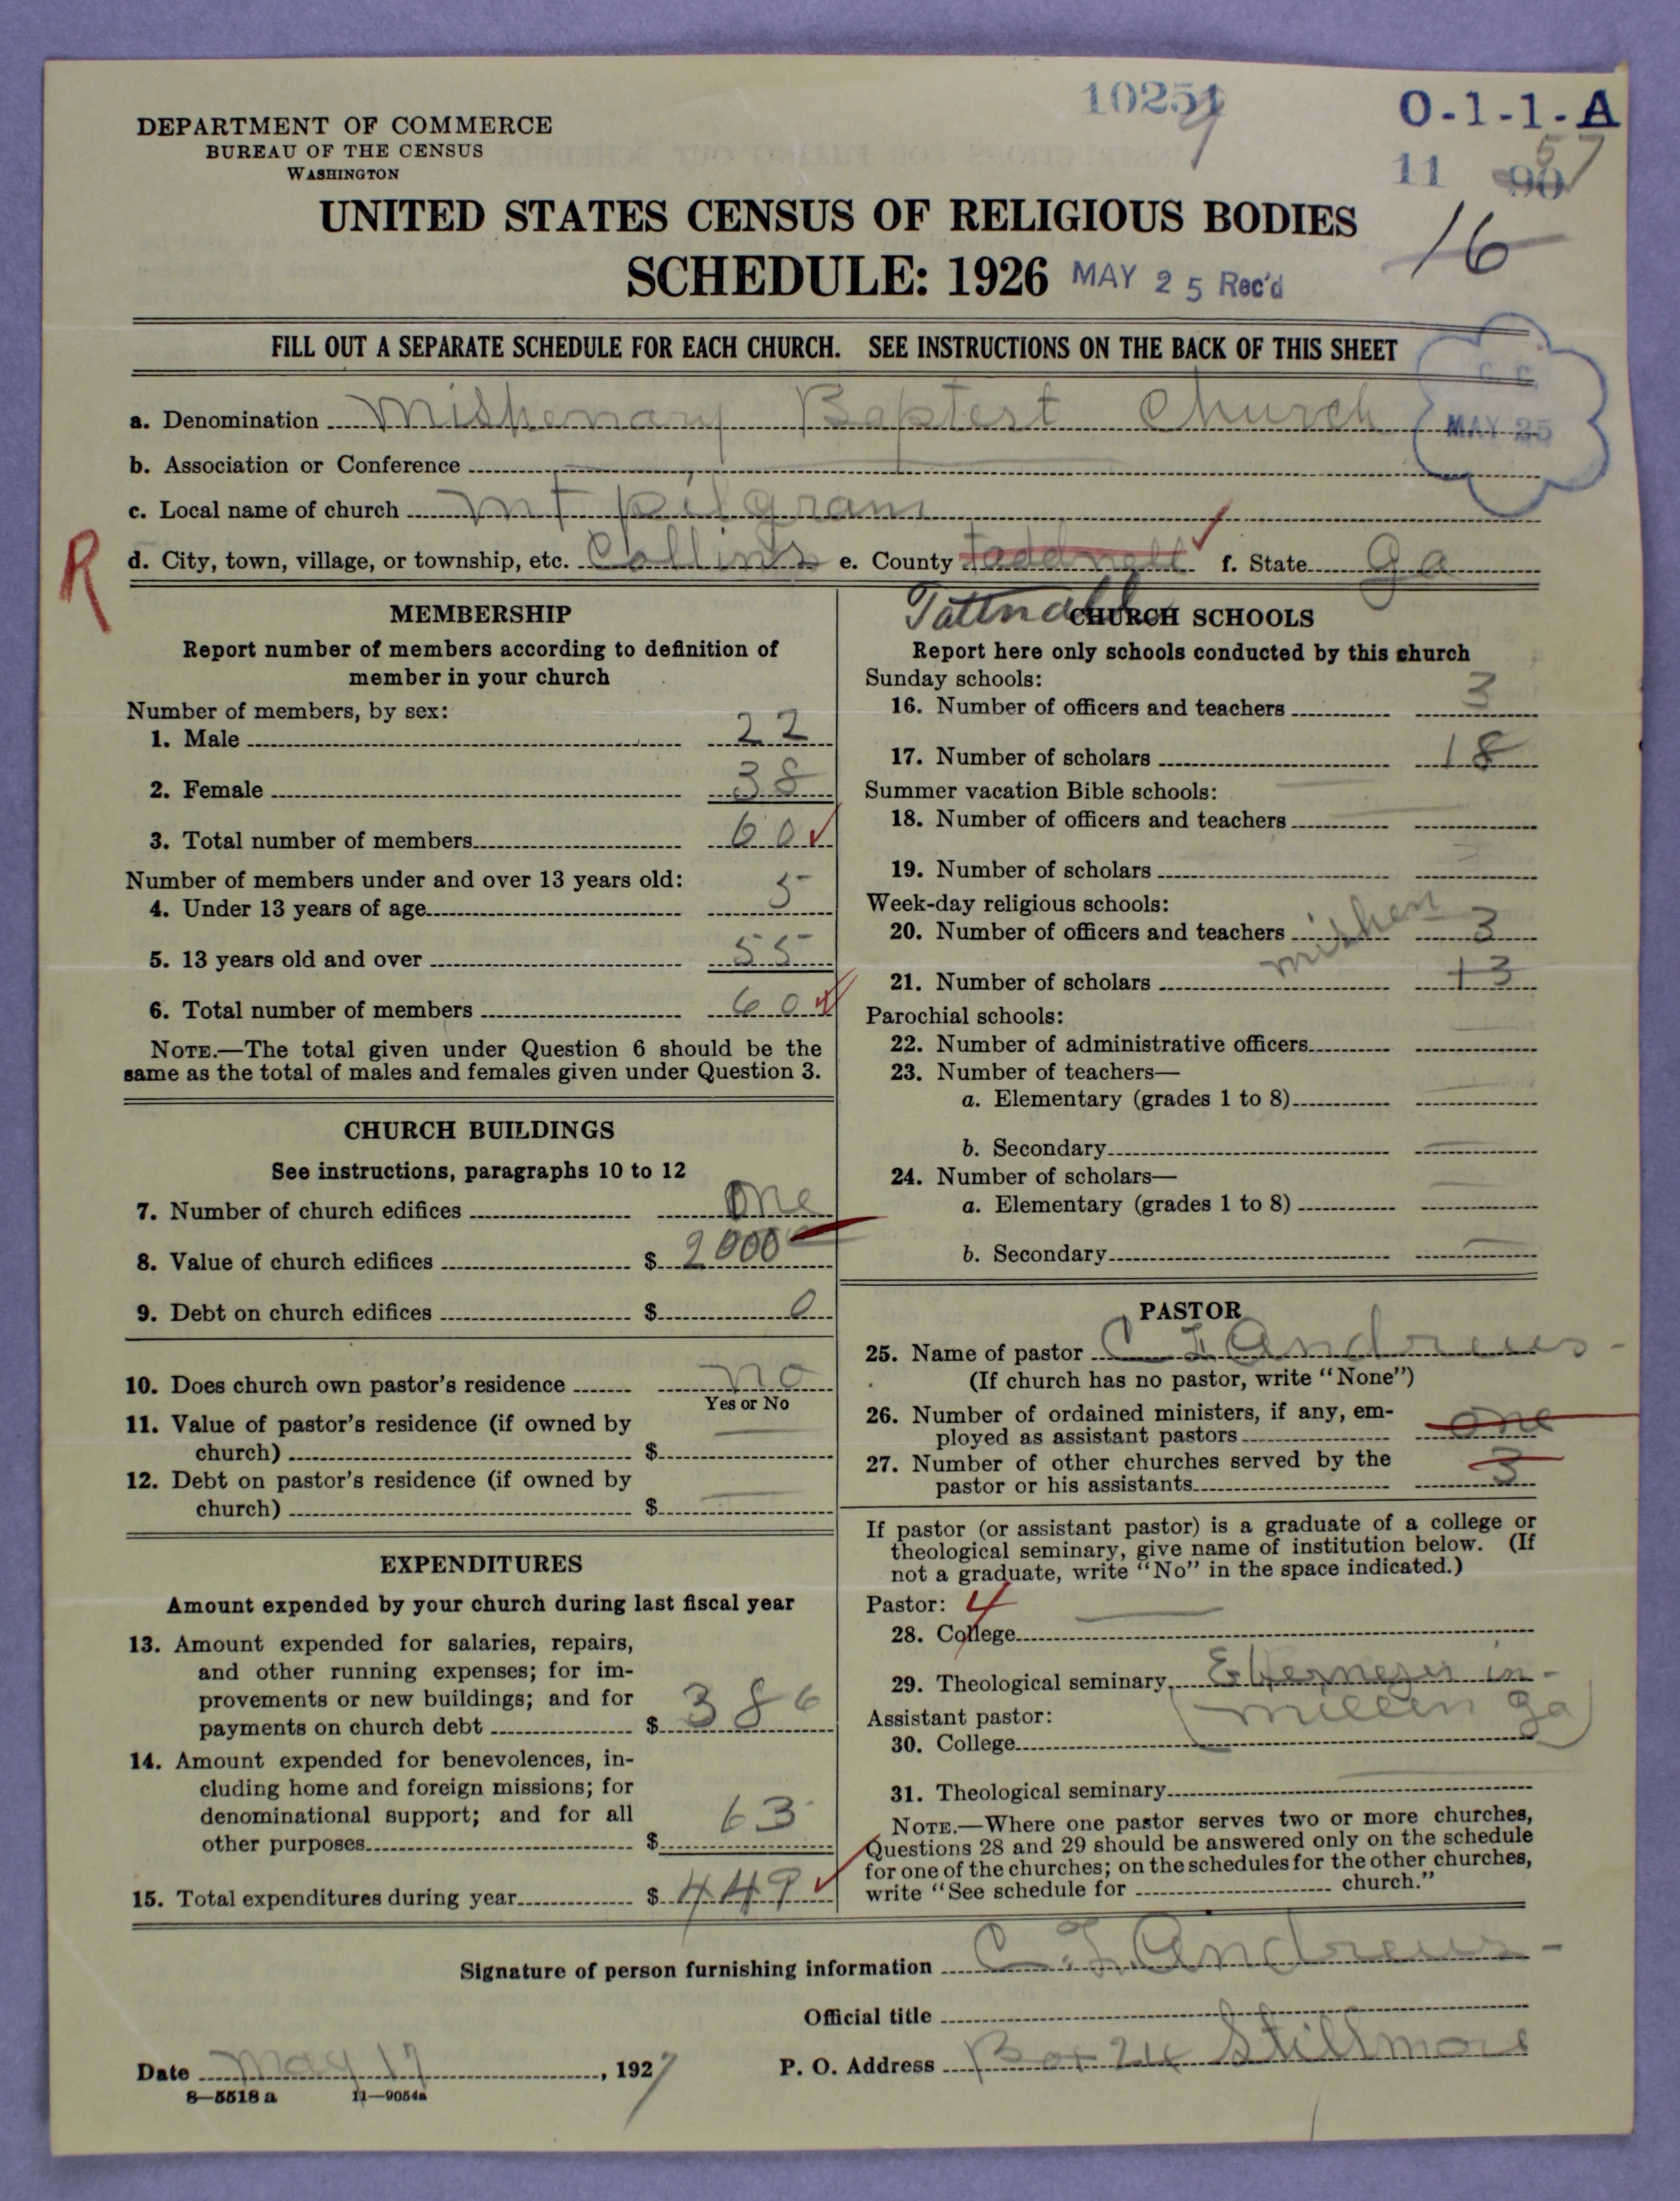 10251
9
O-1-1-A
11 90
57
16
DEPARTMENT OF COMMERCE
BUREAU OF THE CENSUS
WASHINGTON
UNITED STATES CENSUS OF RELIGIOUS BODIES
SCHEDULE: 1926 MAY 25 Rec'd
FILL OUT A SEPARATE SCHEDULE FOR EACH CHURCH. SEE INSTRUCTIONS ON THE BACK OF THIS SHEET
C. C.
MAY 25
a. Denomination Mishenary Baptest Church
b. Association or Conference
c. Local name of church Mt pilgram
R
d. City, town, village, or township, etc. Collins e. County taddnell f. State ga
Tattnall
MEMBERSHIP
Report number of members according to definition of
member in your church
Number of members, by sex:
1. Male 22
2. Female 38
3. Total number of members 60
Number of members under and over 13 years old:
4. Under 13 years of age 5
5. 13 years old and over 55
6. Total number of members 60
NOTE.—The total given under Question 6 should be the
same as the total of males and females given under Question 3.
CHURCH BUILDINGS
See instructions, paragraphs 10 to 12
7. Number of church edifices one
8. Value of church edifices $ 2000
9. Debt on church edifices $ 0
10. Does church own pastor's residence no
Yes or No
11. Value of pastor's residence (if owned by
church) $
12. Debt on pastor's residence (if owned by
church) $
EXPENDITURES
Amount expended by your church during last fiscal year
13. Amount expended for salaries, repairs,
and other running expenses; for im-
provements or new buildings; and for
payments on church debt $ 386
14. Amount expended for benevolences, in-
cluding home and foreign missions; for
denominational support; and for all
other purposes $ 63
15. Total expenditures during year $ 449
CHURCH SCHOOLS
Report here only schools conducted by this church
Sunday schools:
16. Number of officers and teachers 3
17. Number of scholars 18
Summer vacation Bible schools:
18. Number of officers and teachers
19. Number of scholars
Week-day religious schools:
20. Number of officers and teachers mishen 3
21. Number of scholars 13
Parochial schools:
22. Number of administrative officers
23. Number of teachers—
a. Elementary (grades 1 to 8)
b. Secondary
24. Number of scholars—
a. Elementary (grades 1 to 8)
b. Secondary
PASTOR
25. Name of pastor C I Andrews
(If church has no pastor, write "None")
26. Number of ordained ministers, if any, em-
ployed as assistant pastors one
27. Number of other churches served by the
pastor or his assistants 3
If pastor (or assistant pastor) is a graduate of a college or
theological seminary, give name of institution below. (If
not a graduate, write "No" in the space indicated.)
Pastor: 4
28. College
29. Theological seminary in
(millen ga)
Assistant pastor:
30. College
31. Theological seminary
NOTE.—Where one pastor serves two or more churches,
Questions 28 and 29 should be answered only on the schedule
for one of the churches; on the schedules for the other churches,
write "See schedule for church."
Signature of person furnishing information C. I. Andrews
Official title
Date May 17, 1927 P. O. Address Box 24 Stillmore
8—5518 a 11—9054a